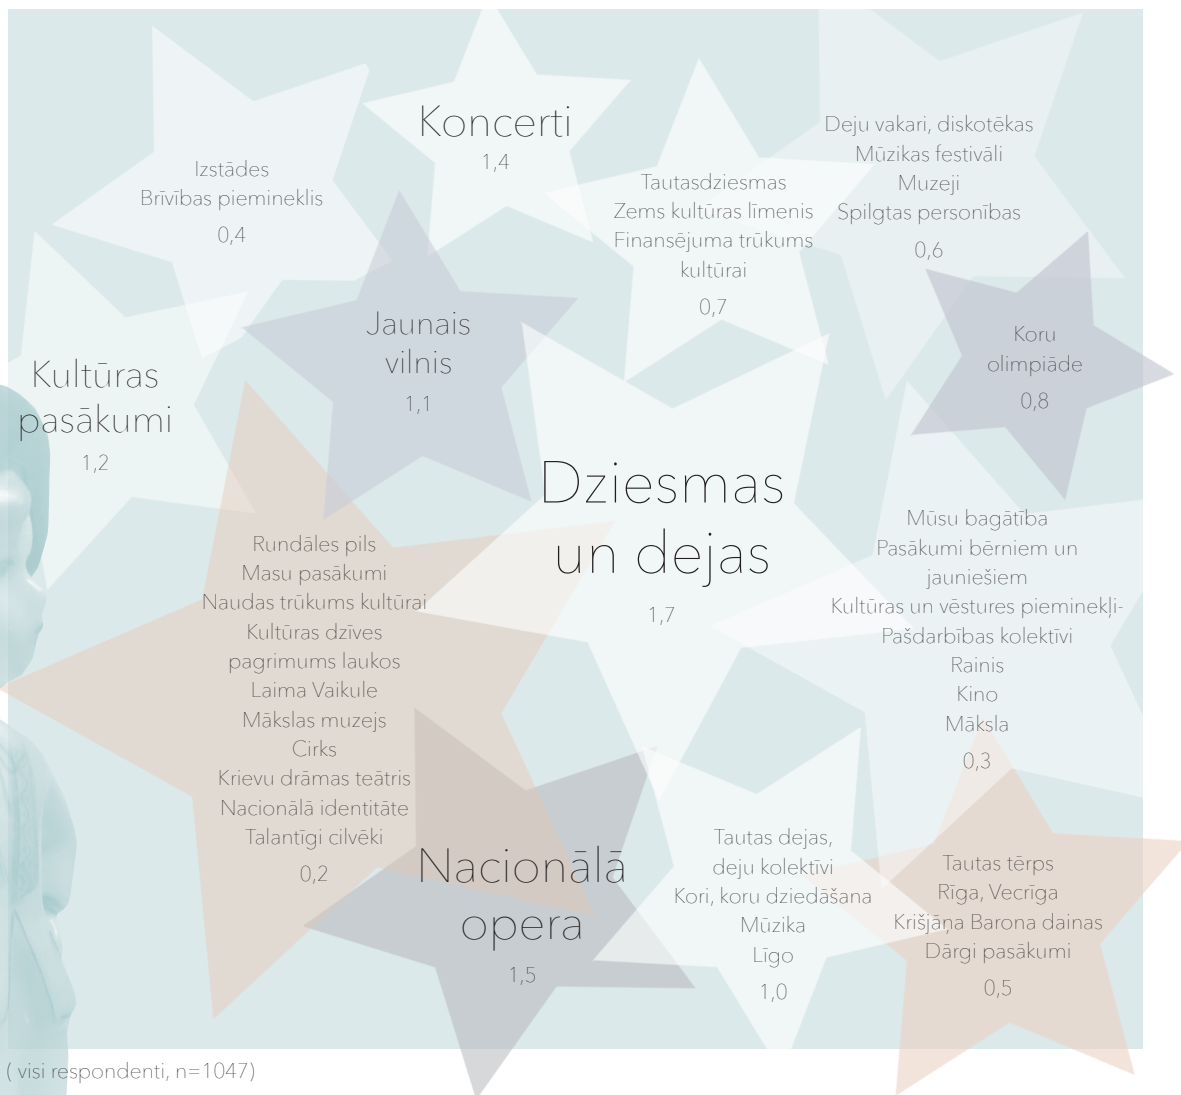 Koncerti
1,4
Izstādes
Brīvības piemineklis
0,4
Tautasdziesmas
Zems kultūras līmenis
Finansējuma trūkums
kultūrai
0,7
Deju vakari, diskotēkas
Mūzikas festivāli
Muzeji
Spilgtas personības
0,6
Kultūras
pasākumi
1,2
Jaunais
vilnis
1,1
Koru
olimpiāde
0,8
Dziesmas
un dejas
1,7
Rundāles pils
Masu pasākumi
Naudas trūkums kultūrai
Kultūras dzīves
pagrimums laukos
Laima Vaikule
Mākslas muzejs
Cirks
Krievu drāmas teātris
Nacionālā identitāte
Talantīgi cilvēki
0,2
Mūsu bagātība
Pasākumi bērniem un
jauniešiem
Kultūras un vēstures pieminekļi-
Pašdarbības kolektīvi
Rainis
Kino
Māksla
0,3
Nacionālā
opera
1,5
Tautas dejas,
deju kolektīvi
Kori, koru dziedāšana
Mūzika
Līgo
1,0
Tautas tērps
Rīga, Vecrīga
Krišjāņa Barona dainas
Dārgi pasākumi
0,5
( visi respondenti, n=1047)